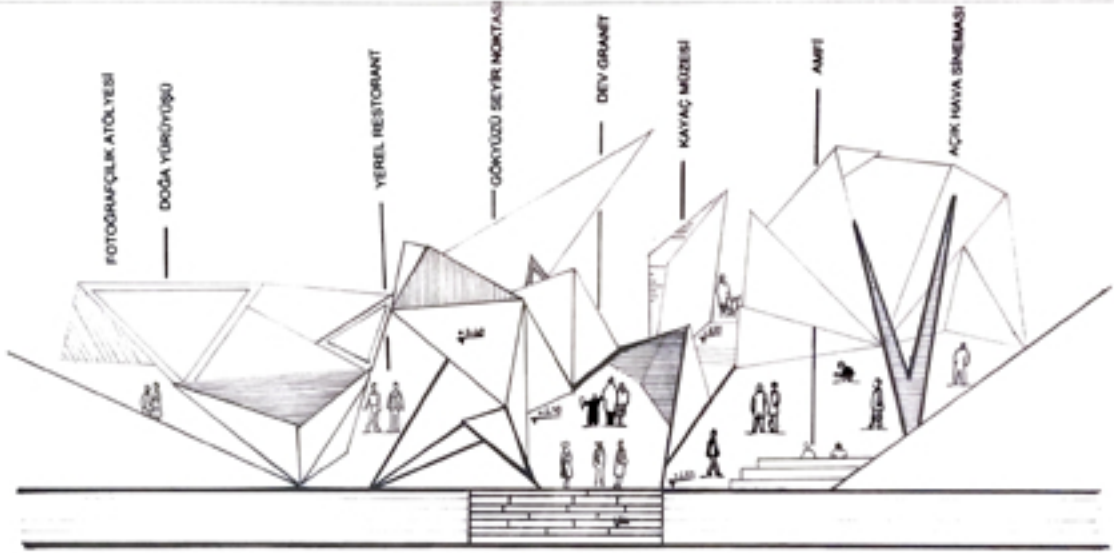 FOTOĞRAFÇILIK ATÖLYESİ
DOĞA YÜRÜYÜŞÜ
YEREL RESTORANT
GÖKYÜZÜ SEYİR NOKTASI
DEV GRANİT
KAYAÇ MÜZESİ
AMFİ
AÇIK HAVA SİNEMASI